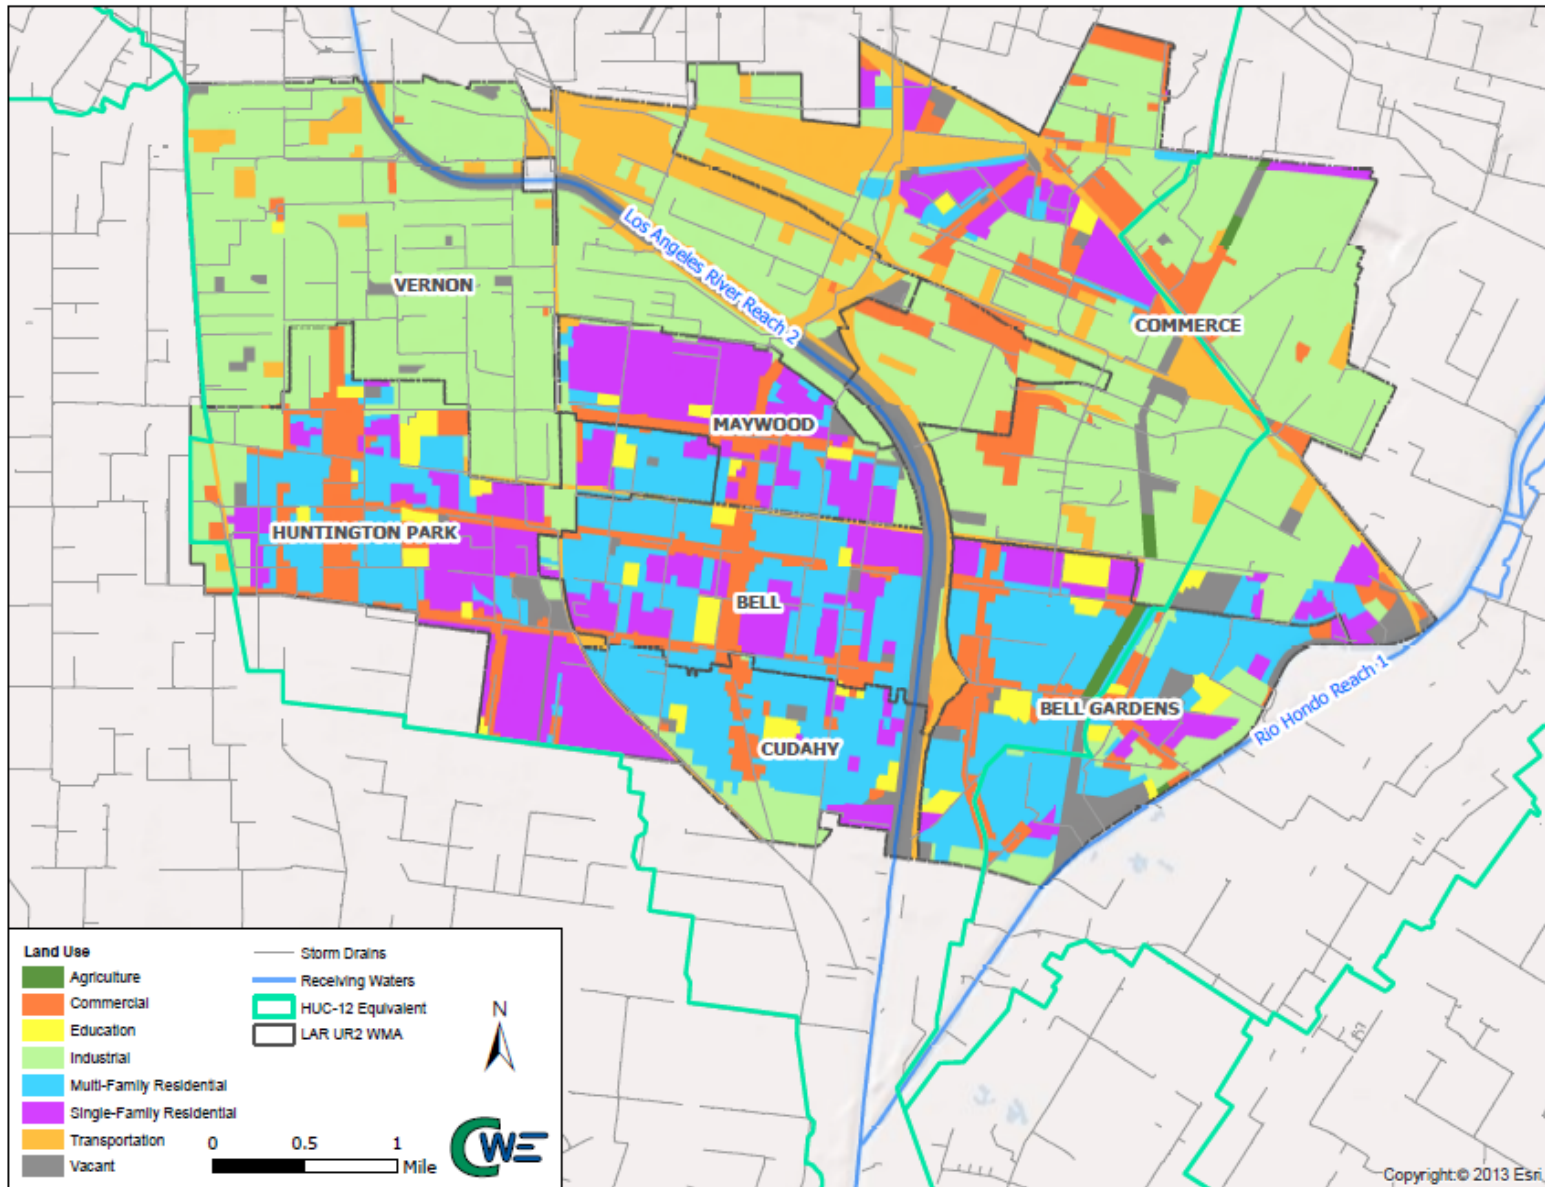 VERNON
Los Angeles River Reach 2
COMMERCE
MAYWOOD
HUNTINGTON PARK
BELL
BELL GARDENS
CUDAHY
Rio Hondo Reach 1
Land Use
Agriculture
Commercial
Education
Industrial
Multi-Family Residential
Single-Family Residential
Transportation
Vacant
Storm Drains
Receiving Waters
HUC-12 Equivalent
LAR UR2 WMA
N
0 0.5 1
Mile
CWE
Copyright:© 2013 Esri